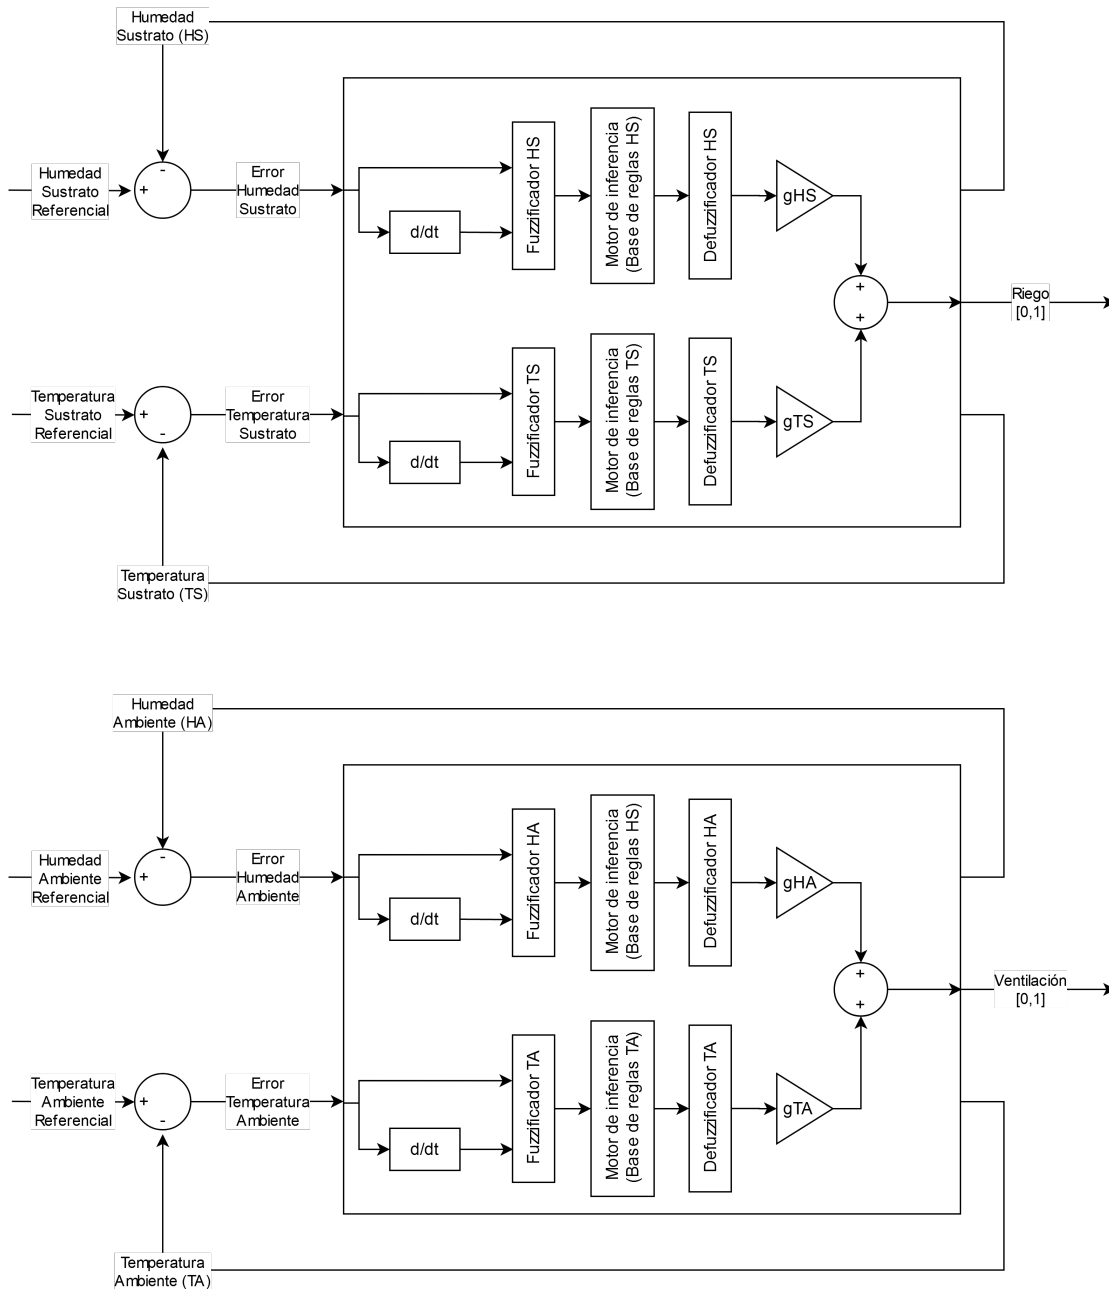 Humedad
Sustrato (HS)
-
+
Humedad
Sustrato
Referencial
Error
Humedad
Sustrato
d/dt
Fuzzificador HS
Motor de inferencia
(Base de reglas HS)
Defuzzificador HS
gHS
+
+
Riego
[0,1]
Temperatura
Sustrato
Referencial
+
-
Error
Temperatura
Sustrato
d/dt
Fuzzificador TS
Motor de inferencia
(Base de reglas TS)
Defuzzificador TS
gTS
Temperatura
Sustrato (TS)
Humedad
Ambiente (HA)
-
+
Humedad
Ambiente
Referencial
Error
Humedad
Ambiente
d/dt
Fuzzificador HA
Motor de inferencia
(Base de reglas HS)
Defuzzificador HA
gHA
+
+
Ventilación
[0,1]
Temperatura
Ambiente
Referencial
+
-
Error
Temperatura
Ambiente
d/dt
Fuzzificador TA
Motor de inferencia
(Base de reglas TA)
Defuzzificador TA
gTA
Temperatura
Ambiente (TA)